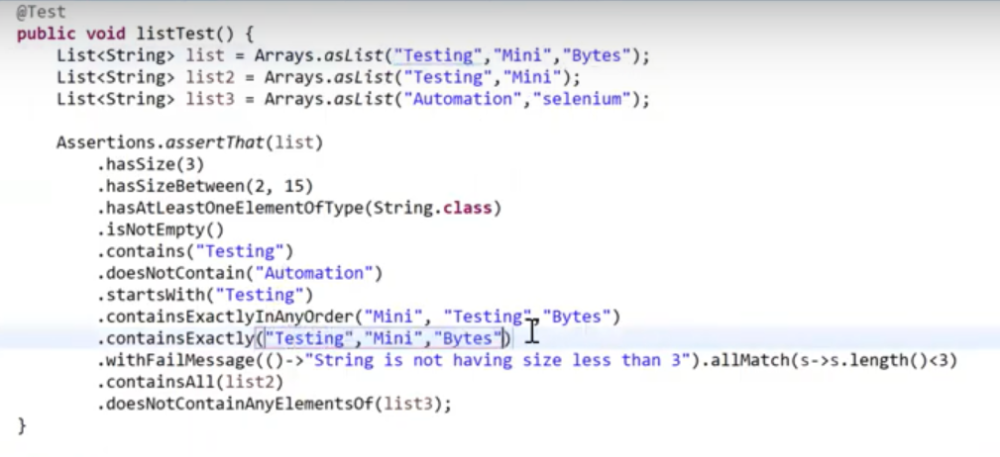 @Test
public void listTest() {
    List<String> list = Arrays.asList("Testing","Mini","Bytes");
    List<String> list2 = Arrays.asList("Testing","Mini");
    List<String> list3 = Arrays.asList("Automation","selenium");

    Assertions.assertThat(list)
        .hasSize(3)
        .hasSizeBetween(2, 15)
        .hasAtLeastOneElementOfType(String.class)
        .isNotEmpty()
        .contains("Testing")
        .doesNotContain("Automation")
        .startsWith("Testing")
        .containsExactlyInAnyOrder("Mini", "Testing","Bytes")
        .containsExactly("Testing","Mini","Bytes")
        .withFailMessage(()->"String is not having size less than 3").allMatch(s->s.length()<3)
        .containsAll(list2)
        .doesNotContainAnyElementsOf(list3);
}